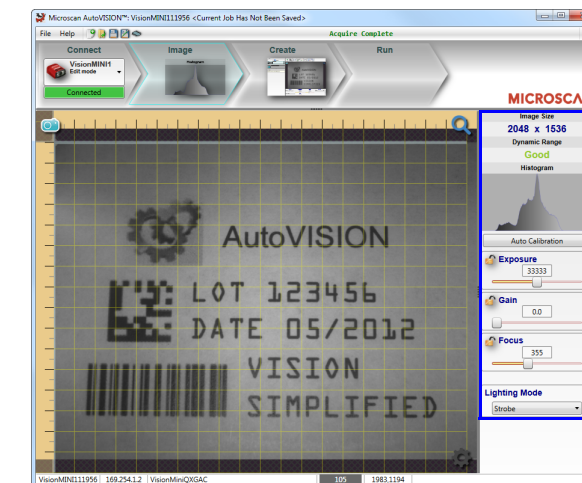 Microscan AutoVISION™: VisionMINI111956 <Current Job Has Not Been Saved>
File Help
Acquire Complete
Connect
Image
Create
Run
VisionMINI1
Edit mode
Connected
Histogram
MICROSCA
Image Size
2048 x 1536
Dynamic Range
Good
Histogram
Auto Calibration
Exposure
33333
Gain
0.0
Focus
355
Lighting Mode
Strobe
AutoVISION
LOT 123456
DATE 05/2012
VISION
SIMPLIFIED
VisionMINI111956 169.254.1.2 VisionMiniQXGAC 105 1983,1194